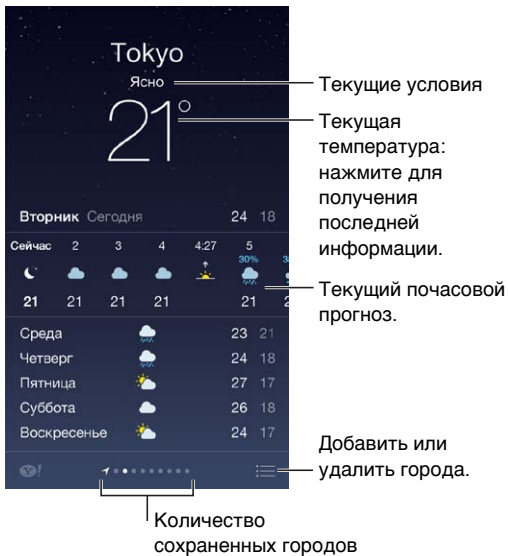 Tokyo
Ясно
21°
Вторник Сегодня 24 18
Сейчас 2 3 4 4:27 5
30%
21 21 21 21 21
Среда 23 21
Четверг 24 18
Пятница 27 17
Суббота 26 18
Воскресенье 24 17
Y!
Текущие условия
Текущая
температура:
нажмите для
получения
последней
информации.
Текущий почасовой
прогноз.
Добавить или
удалить города.
Количество
сохраненных городов